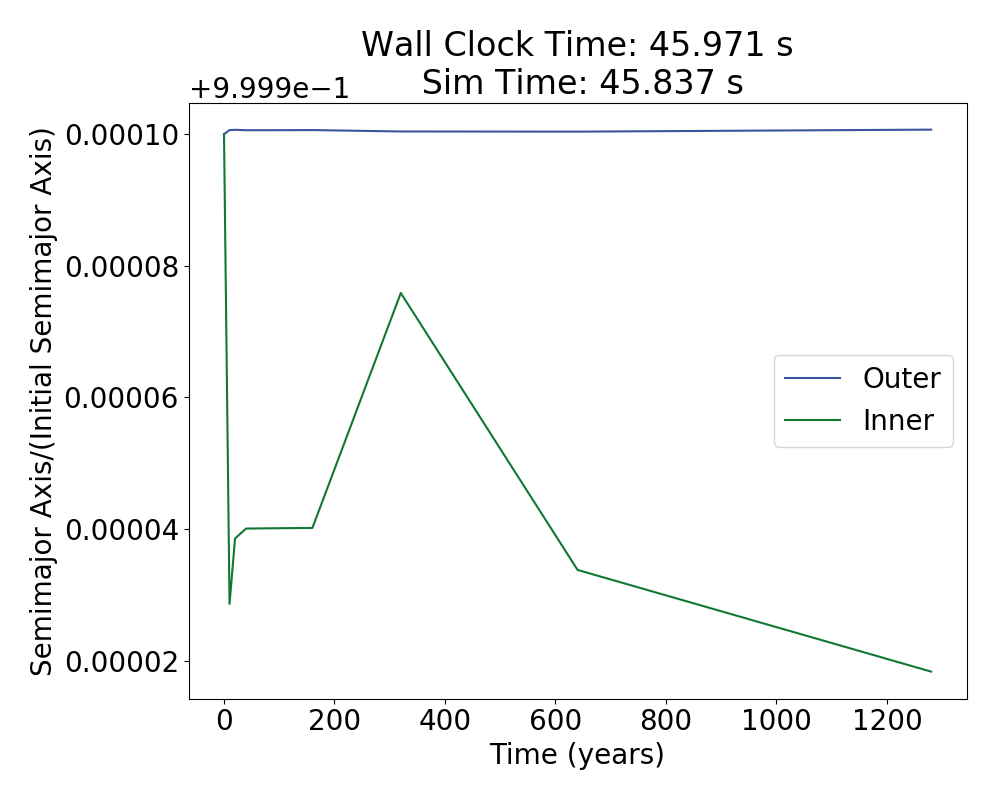 Wall Clock Time: 45.971 s
Sim Time: 45.837 s
+9.999e−1
0.00010
0.00008
0.00006
0.00004
0.00002
Semimajor Axis/(Initial Semimajor Axis)
Outer
Inner
0 200 400 600 800 1000 1200
Time (years)